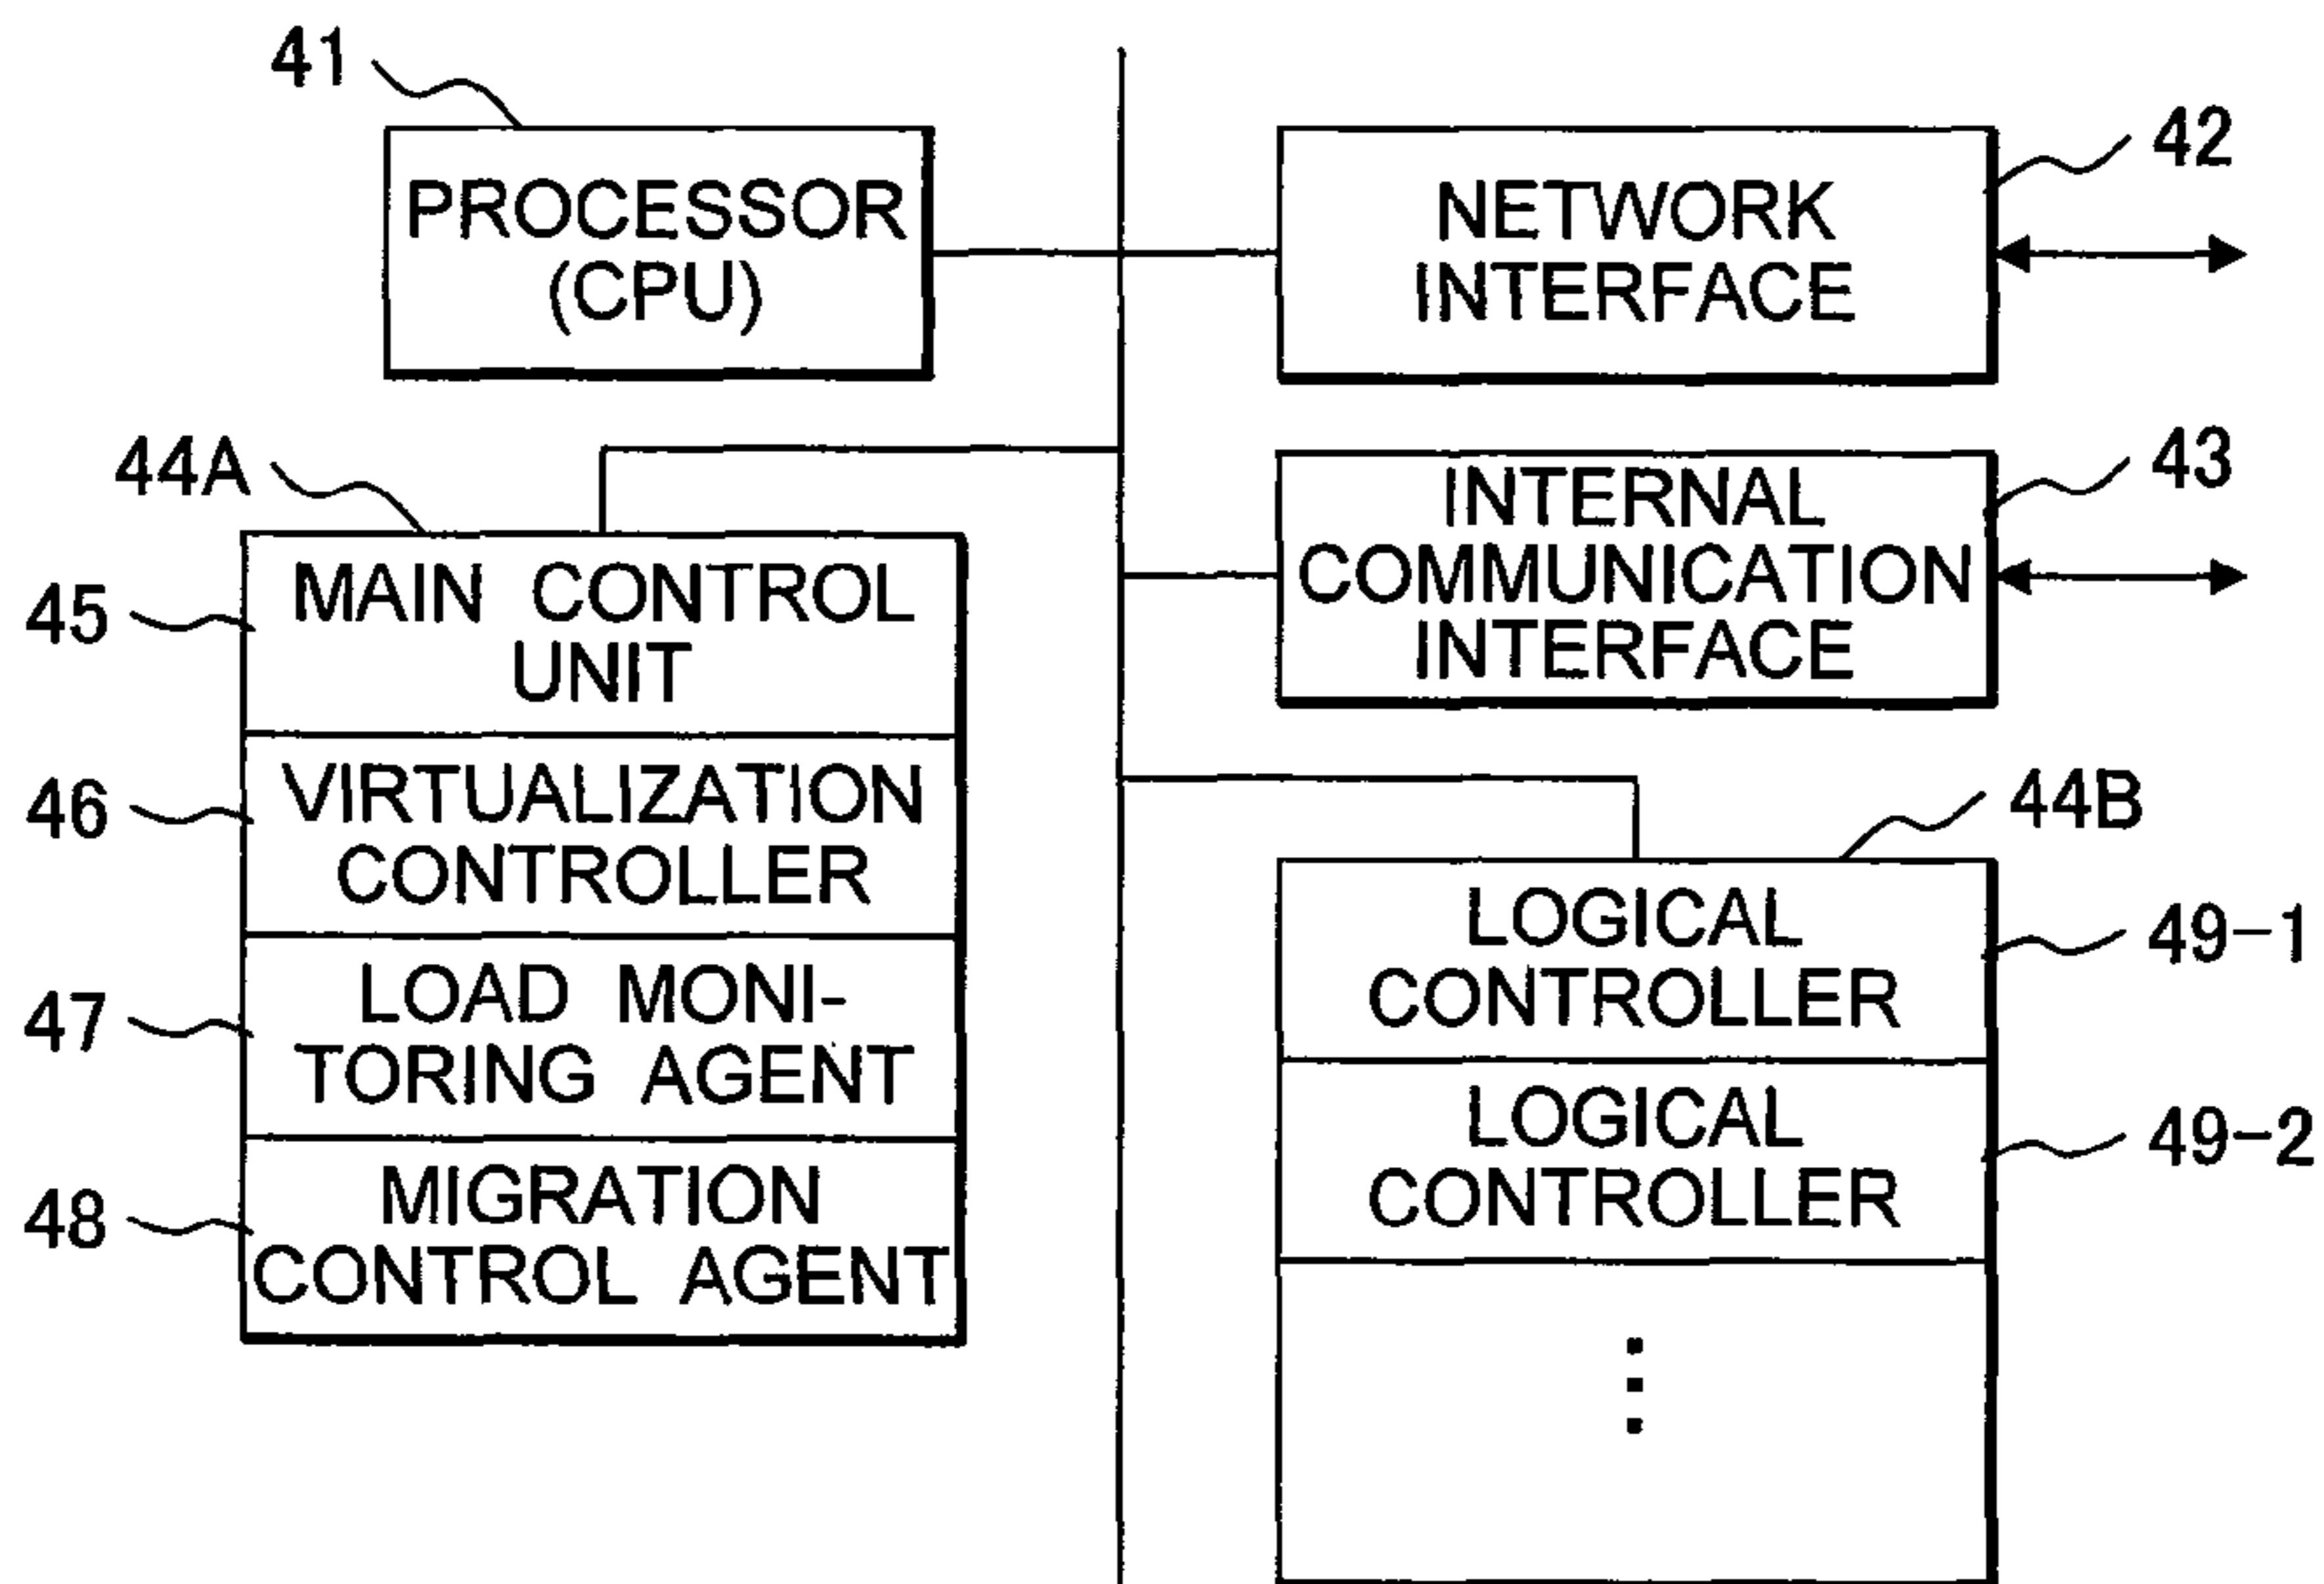 41
PROCESSOR
(CPU)
42
NETWORK
INTERFACE
43
INTERNAL
COMMUNICATION
INTERFACE
44A
45
MAIN CONTROL
UNIT
46
VIRTUALIZATION
CONTROLLER
47
LOAD MONI-
TORING AGENT
48
MIGRATION
CONTROL AGENT
44B
LOGICAL
CONTROLLER
49-1
LOGICAL
CONTROLLER
49-2